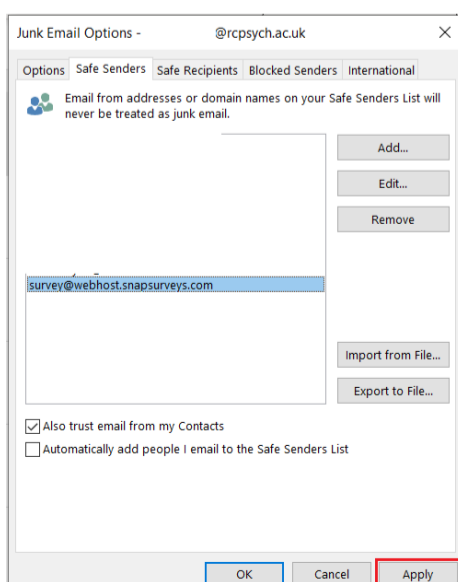 Junk Email Options - @rcpsych.ac.uk
Options Safe Senders Safe Recipients Blocked Senders International
Email from addresses or domain names on your Safe Senders List will
never be treated as junk email.
Add...
Edit...
Remove
survey@webhost.snapsurveys.com
Import from File...
Export to File...
Also trust email from my Contacts
Automatically add people I email to the Safe Senders List
OK Cancel Apply